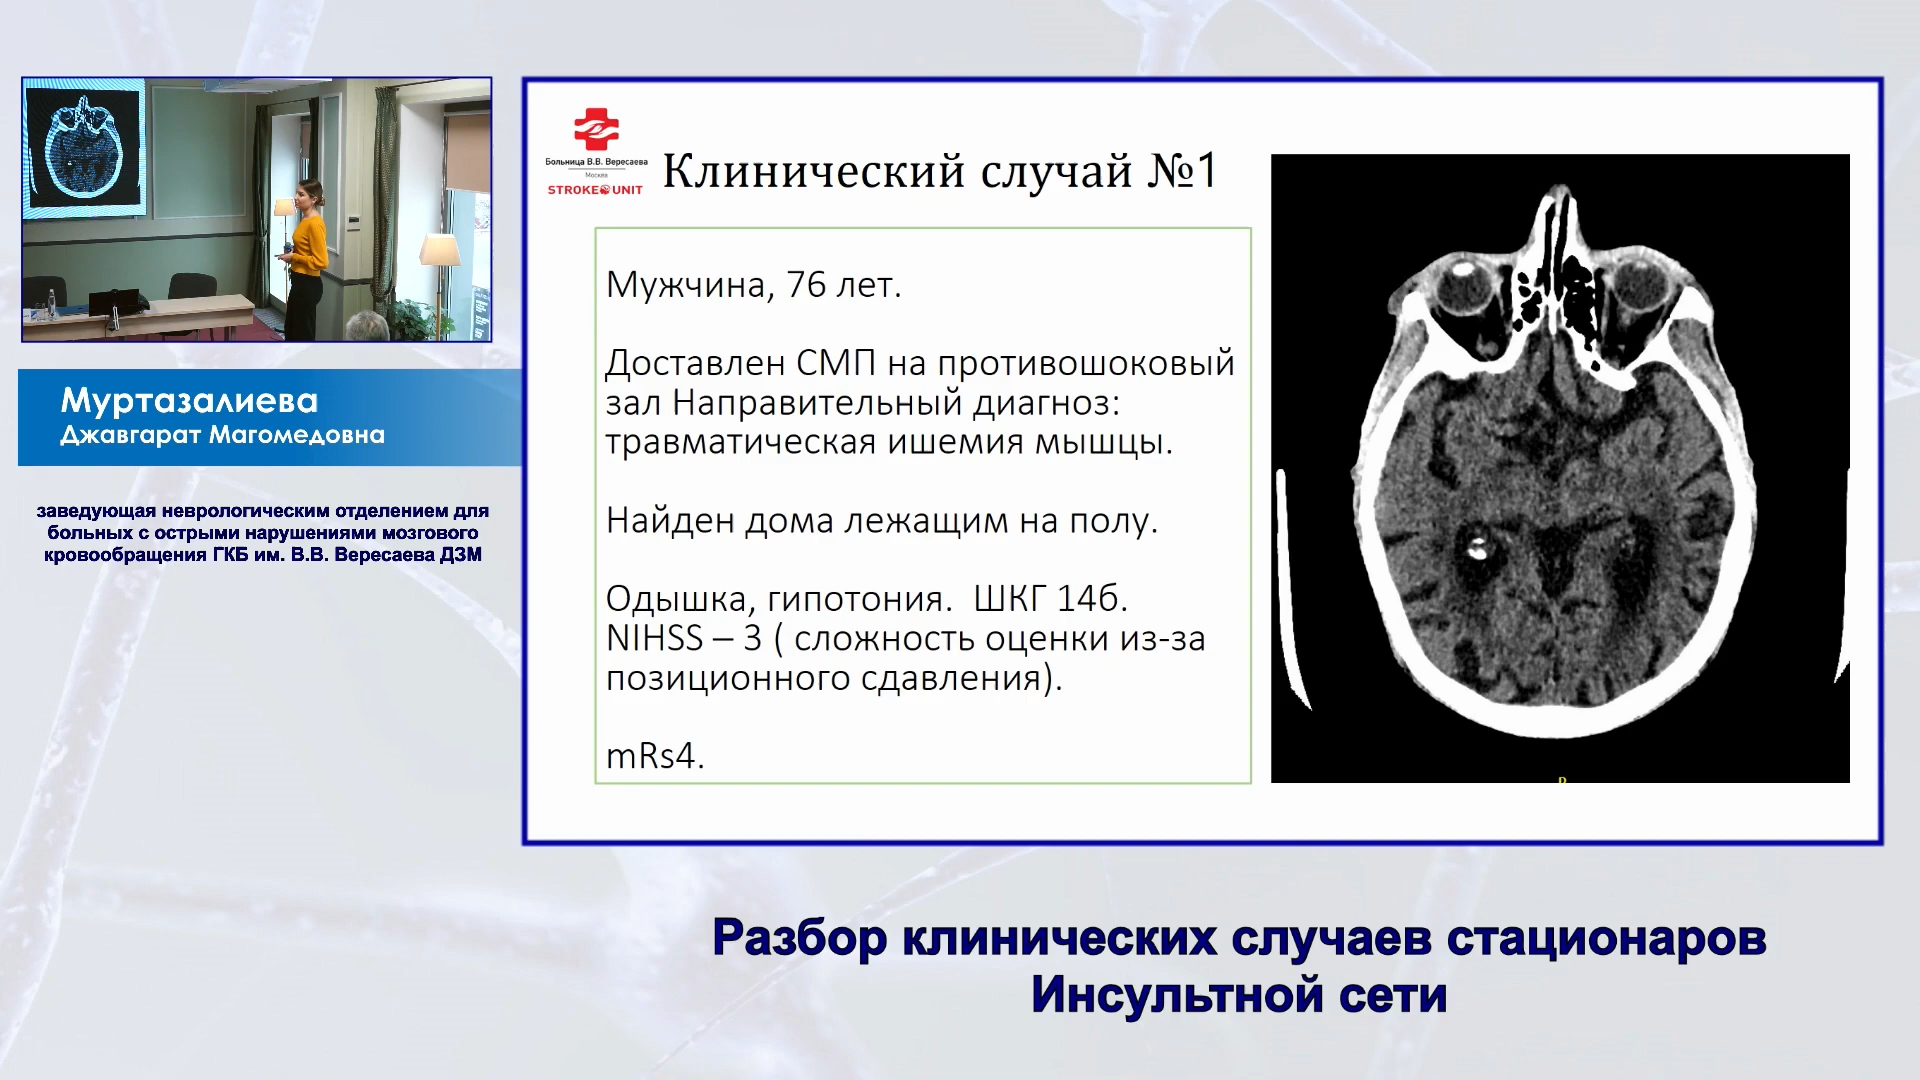 Больница В.В. Вересаева
Москва
STROKE UNIT
Клинический случай №1
Мужчина, 76 лет.
Доставлен СМП на противошоковый
зал Направительный диагноз:
травматическая ишемия мышцы.
Найден дома лежащим на полу.
Одышка, гипотония.  ШКГ 14б.
NIHSS – 3 ( сложность оценки из-за
позиционного сдавления).
mRs4.
Муртазалиева
Джавгарат Магомедовна
заведующая неврологическим отделением для
больных с острыми нарушениями мозгового
кровообращения ГКБ им. В.В. Вересаева ДЗМ
Разбор клинических случаев стационаров
Инсультной сети